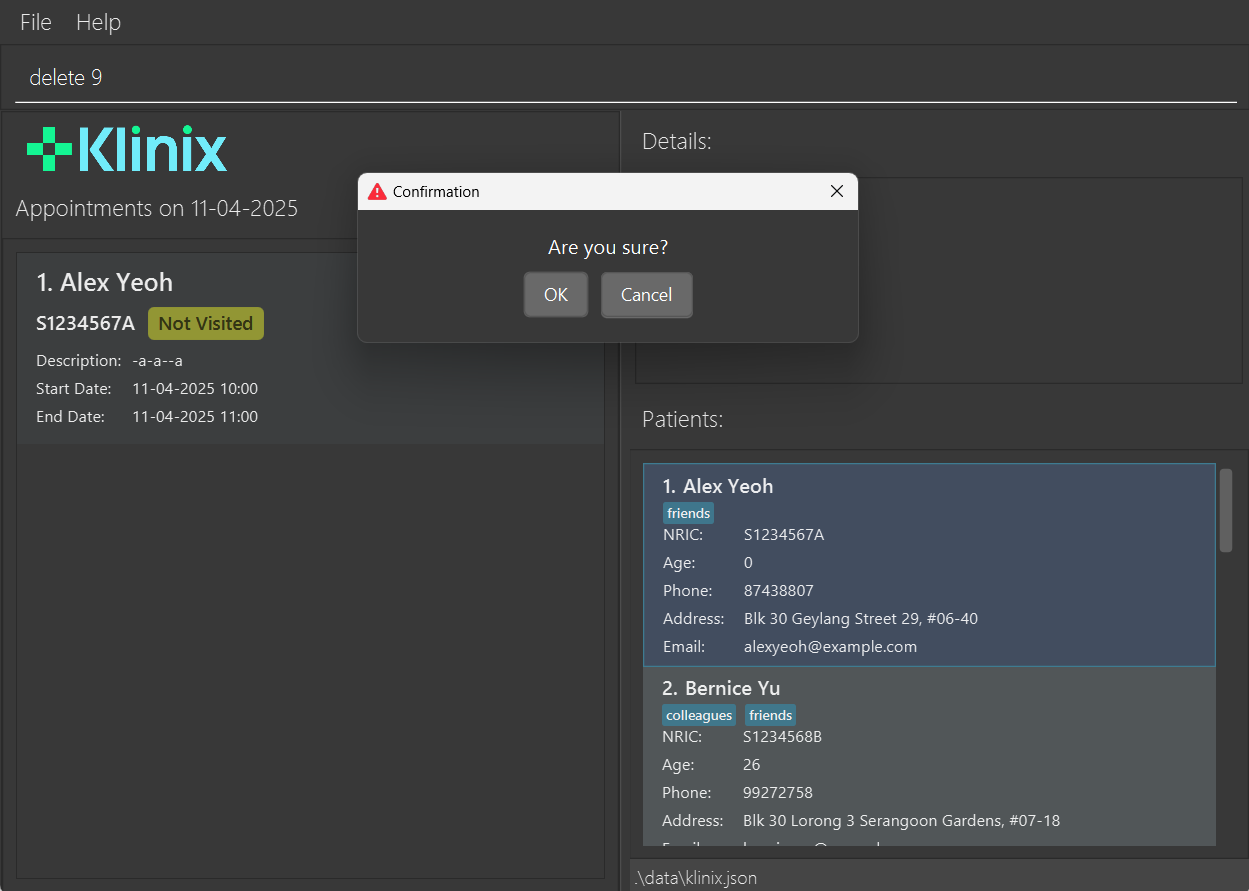 File Help
delete 9
Klinix
Appointments on 11-04-2025
1. Alex Yeoh
S1234567A Not Visited
Description: -a-a--a
Start Date: 11-04-2025 10:00
End Date: 11-04-2025 11:00
Confirmation
Are you sure?
OK Cancel
Details:
Patients:
1. Alex Yeoh
friends
NRIC: S1234567A
Age: 0
Phone: 87438807
Address: Blk 30 Geylang Street 29, #06-40
Email: alexyeoh@example.com
2. Bernice Yu
colleagues friends
NRIC: S1234568B
Age: 26
Phone: 99272758
Address: Blk 30 Lorong 3 Serangoon Gardens, #07-18
.\data\klinix.json